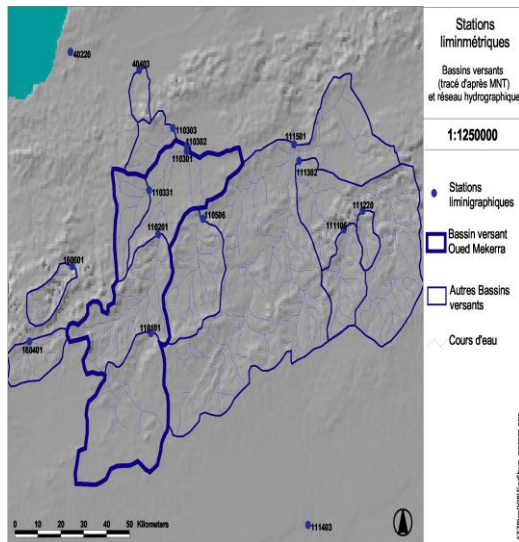 Stations
liminmétriques
Bassins versants
(tracé d'après MNT)
et réseau hydrographique
1:1250000
Stations
liminigraphiques
Bassin versant
Oued Mekerra
Autres Bassins
versants
Cours d'eau
40220
40403
110303
110302
110301
111501
111302
110331
110506
111220
111106
110201
160501
160401
110101
111403
0 10 20 30 40 50 Kilometers